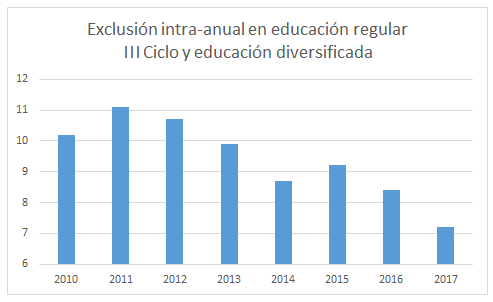 Exclusión intra-anual en educación regular
III Ciclo y educación diversificada
12
11
10
9
8
7
6
2010 2011 2012 2013 2014 2015 2016 2017